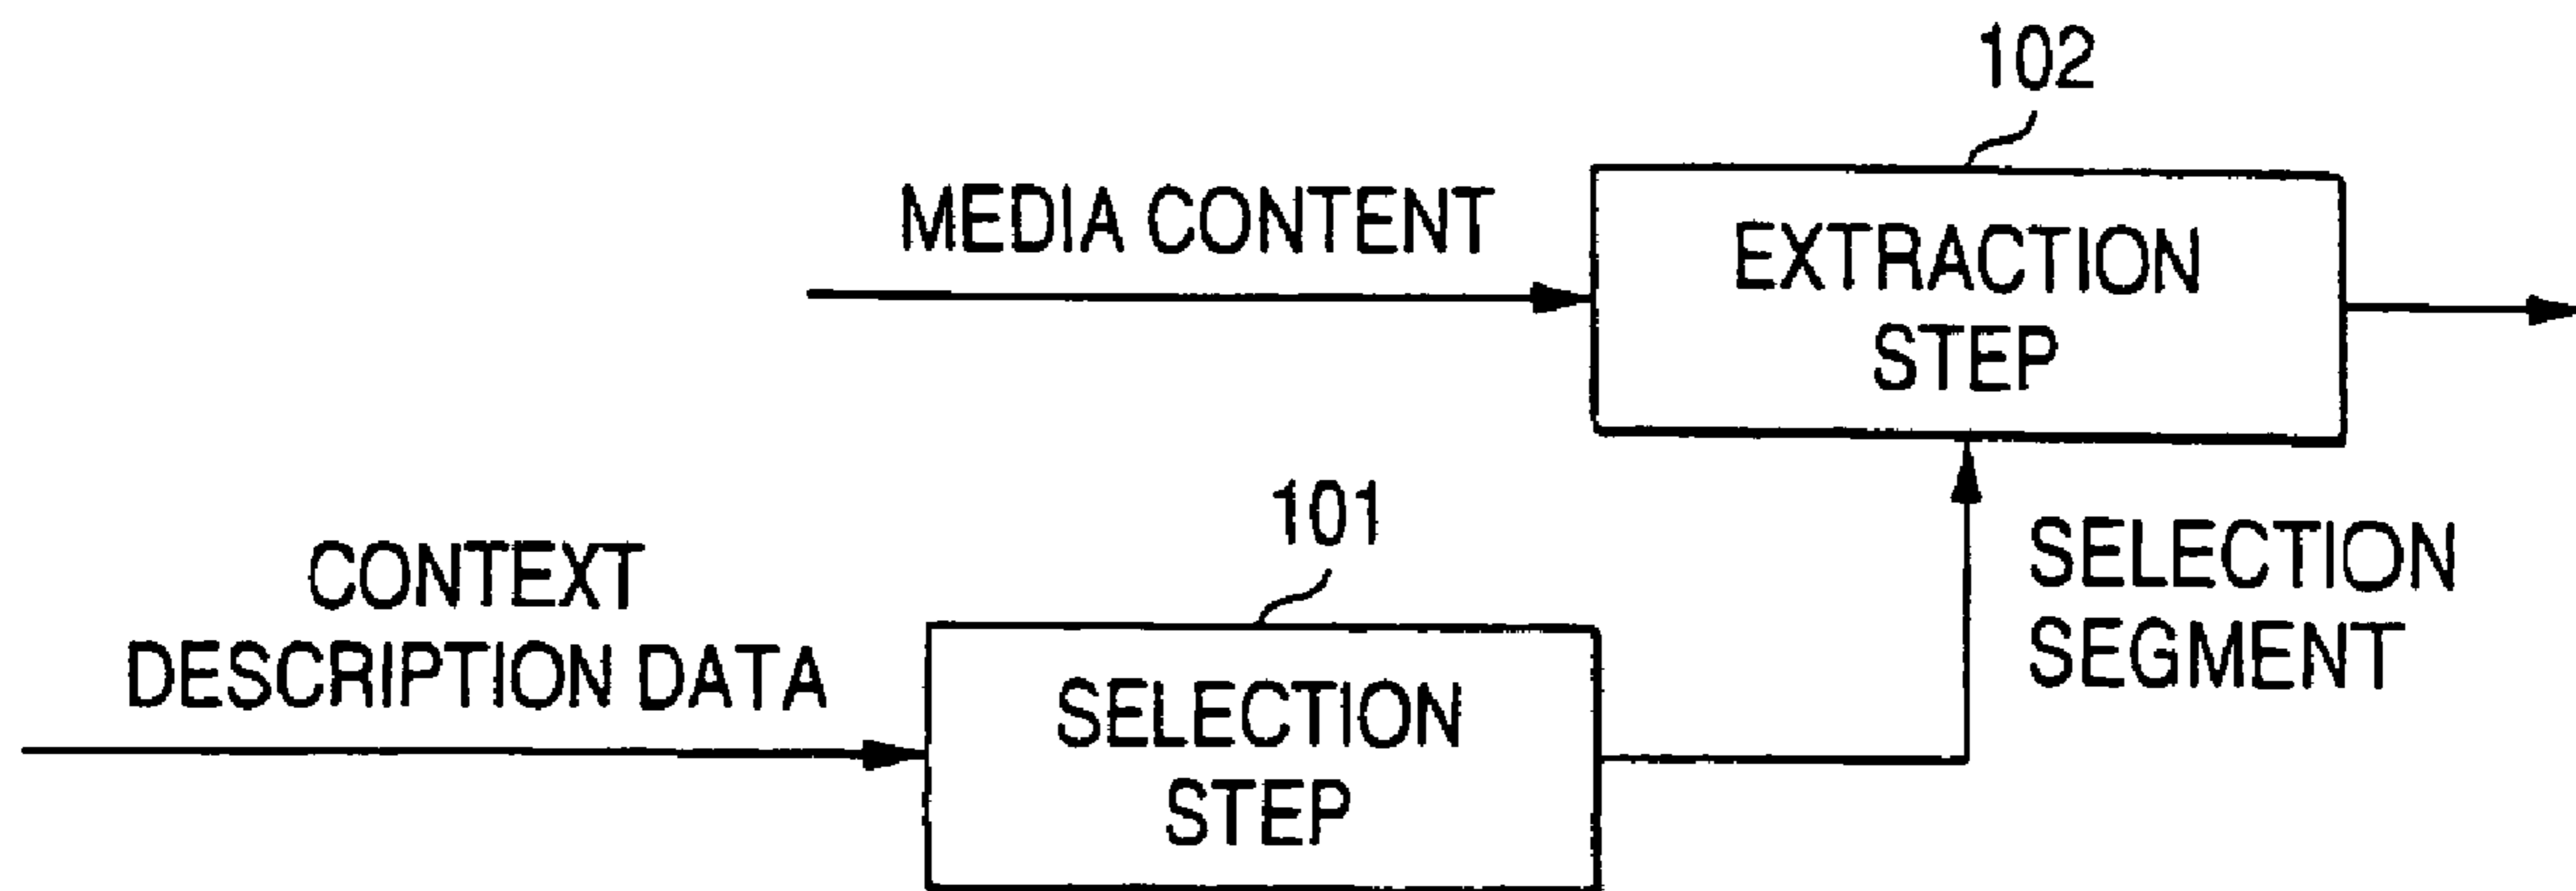 102
MEDIA CONTENT
EXTRACTION
STEP
101
SELECTION
SEGMENT
CONTEXT
DESCRIPTION DATA
SELECTION
STEP